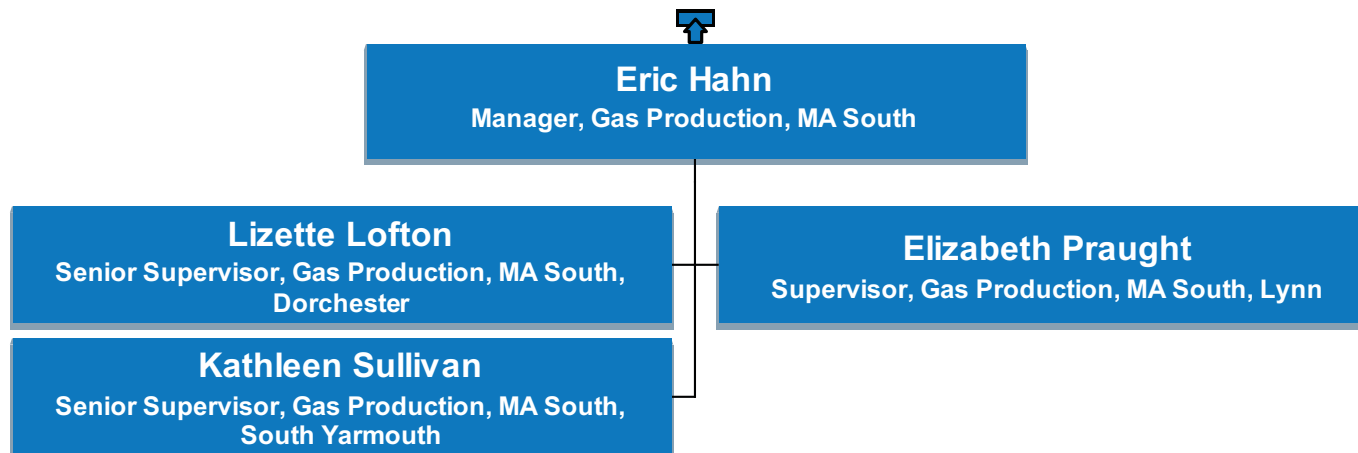 Eric Hahn
Manager, Gas Production, MA South
Lizette Lofton
Senior Supervisor, Gas Production, MA South,
Dorchester
Elizabeth Praught
Supervisor, Gas Production, MA South, Lynn
Kathleen Sullivan
Senior Supervisor, Gas Production, MA South,
South Yarmouth